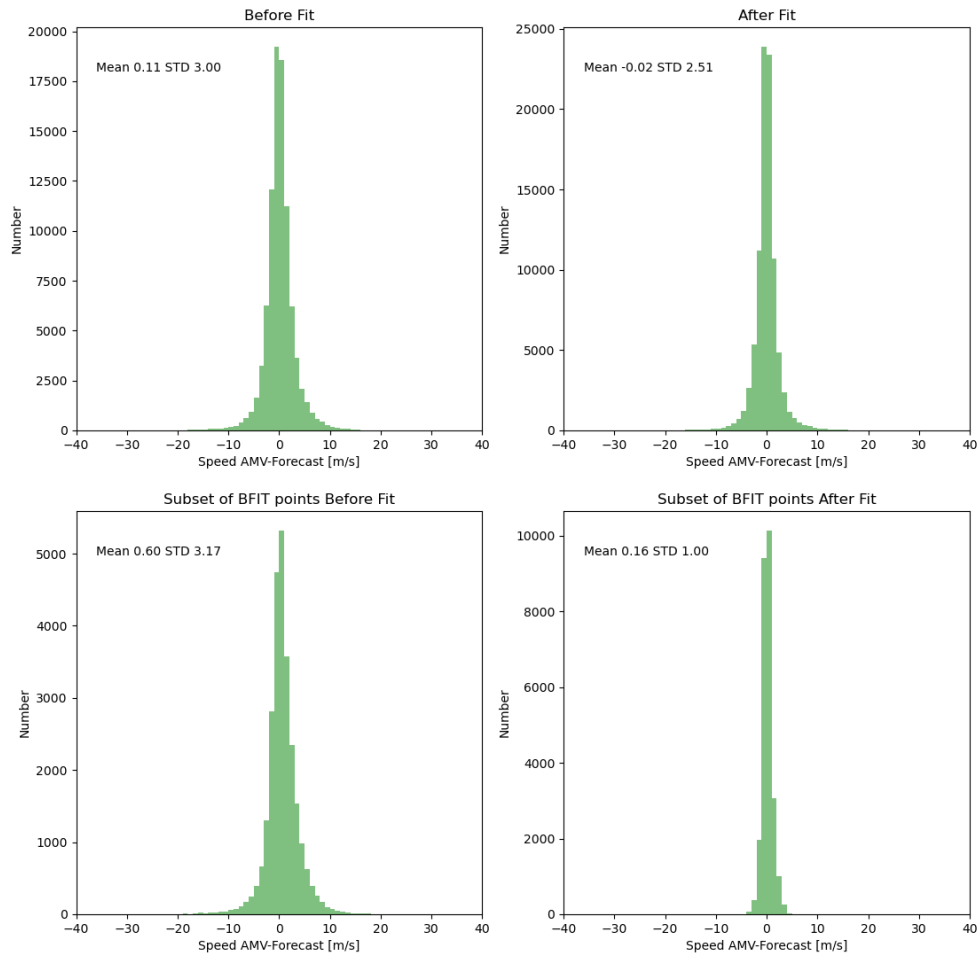 Before Fit
Mean 0.11 STD 3.00
20000
17500
15000
12500
10000
7500
5000
2500
0
Number
−40 −30 −20 −10 0 10 20 30 40
Speed AMV-Forecast [m/s]
After Fit
Mean -0.02 STD 2.51
25000
20000
15000
10000
5000
0
Number
−40 −30 −20 −10 0 10 20 30 40
Speed AMV-Forecast [m/s]
Subset of BFIT points Before Fit
Mean 0.60 STD 3.17
5000
4000
3000
2000
1000
0
Number
−40 −30 −20 −10 0 10 20 30 40
Speed AMV-Forecast [m/s]
Subset of BFIT points After Fit
Mean 0.16 STD 1.00
10000
8000
6000
4000
2000
0
Number
−40 −30 −20 −10 0 10 20 30 40
Speed AMV-Forecast [m/s]